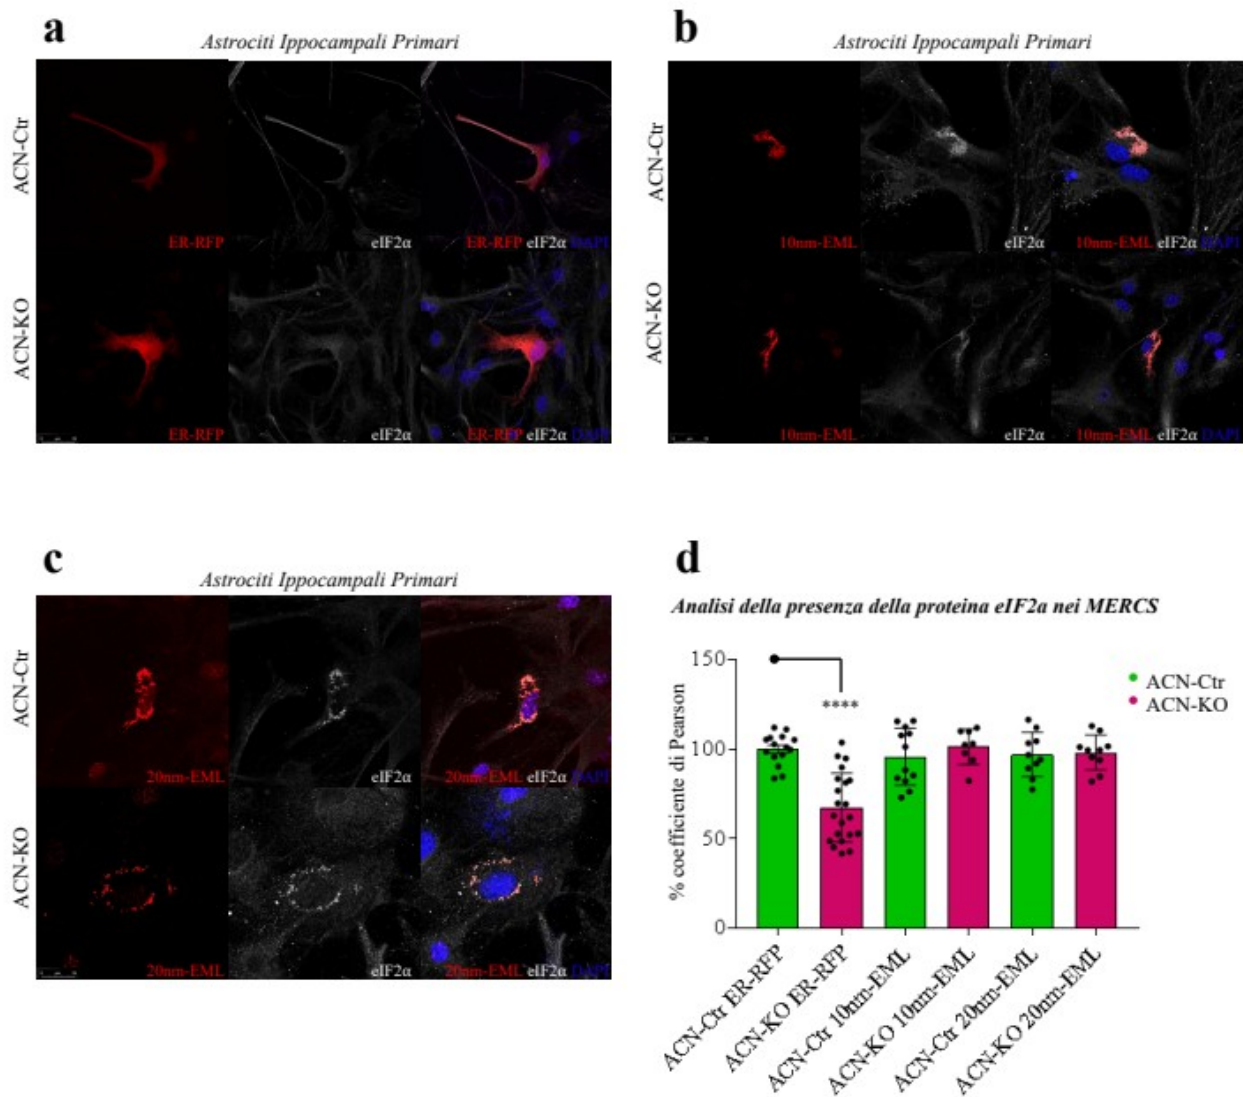 a
Astrociti Ippocampali Primari
ACN-Ctr
ER-RFP
eIF2α
ER-RFP eIF2α DAPI
ACN-KO
ER-RFP
eIF2α
ER-RFP eIF2α DAPI
b
Astrociti Ippocampali Primari
ACN-Ctr
10nm-EML
eIF2α
10nm-EML eIF2α DAPI
ACN-KO
10nm-EML
eIF2α
10nm-EML eIF2α DAPI
c
Astrociti Ippocampali Primari
ACN-Ctr
20nm-EML
eIF2α
20nm-EML eIF2α DAPI
ACN-KO
20nm-EML
eIF2α
20nm-EML eIF2α DAPI
d
Analisi della presenza della proteina eIF2a nei MERCS
% coefficiente di Pearson
150
100
50
0
****
ACN-Ctr
ACN-KO
ACN-Ctr ER-RFP
ACN-KO ER-RFP
ACN-Ctr 10nm-EML
ACN-KO 10nm-EML
ACN-Ctr 20nm-EML
ACN-KO 20nm-EML